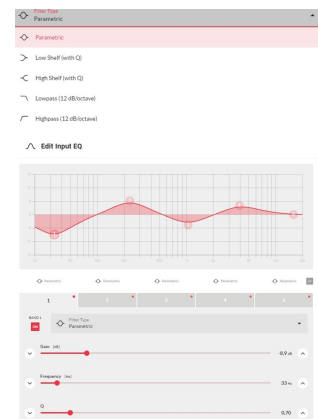 Filter Type
Parametric
Parametric
Low Shelf (with Q)
High Shelf (with Q)
Lowpass (12 dB/octave)
Highpass (12 dB/octave)
Edit Input EQ
Parametric Parametric Parametric Parametric Parametric
1 2 3 4 5
BAND 1
ON
Filter Type
Parametric
Gain (dB)
-8,9 dB
Frequency (Hz)
33 Hz
Q
0,70